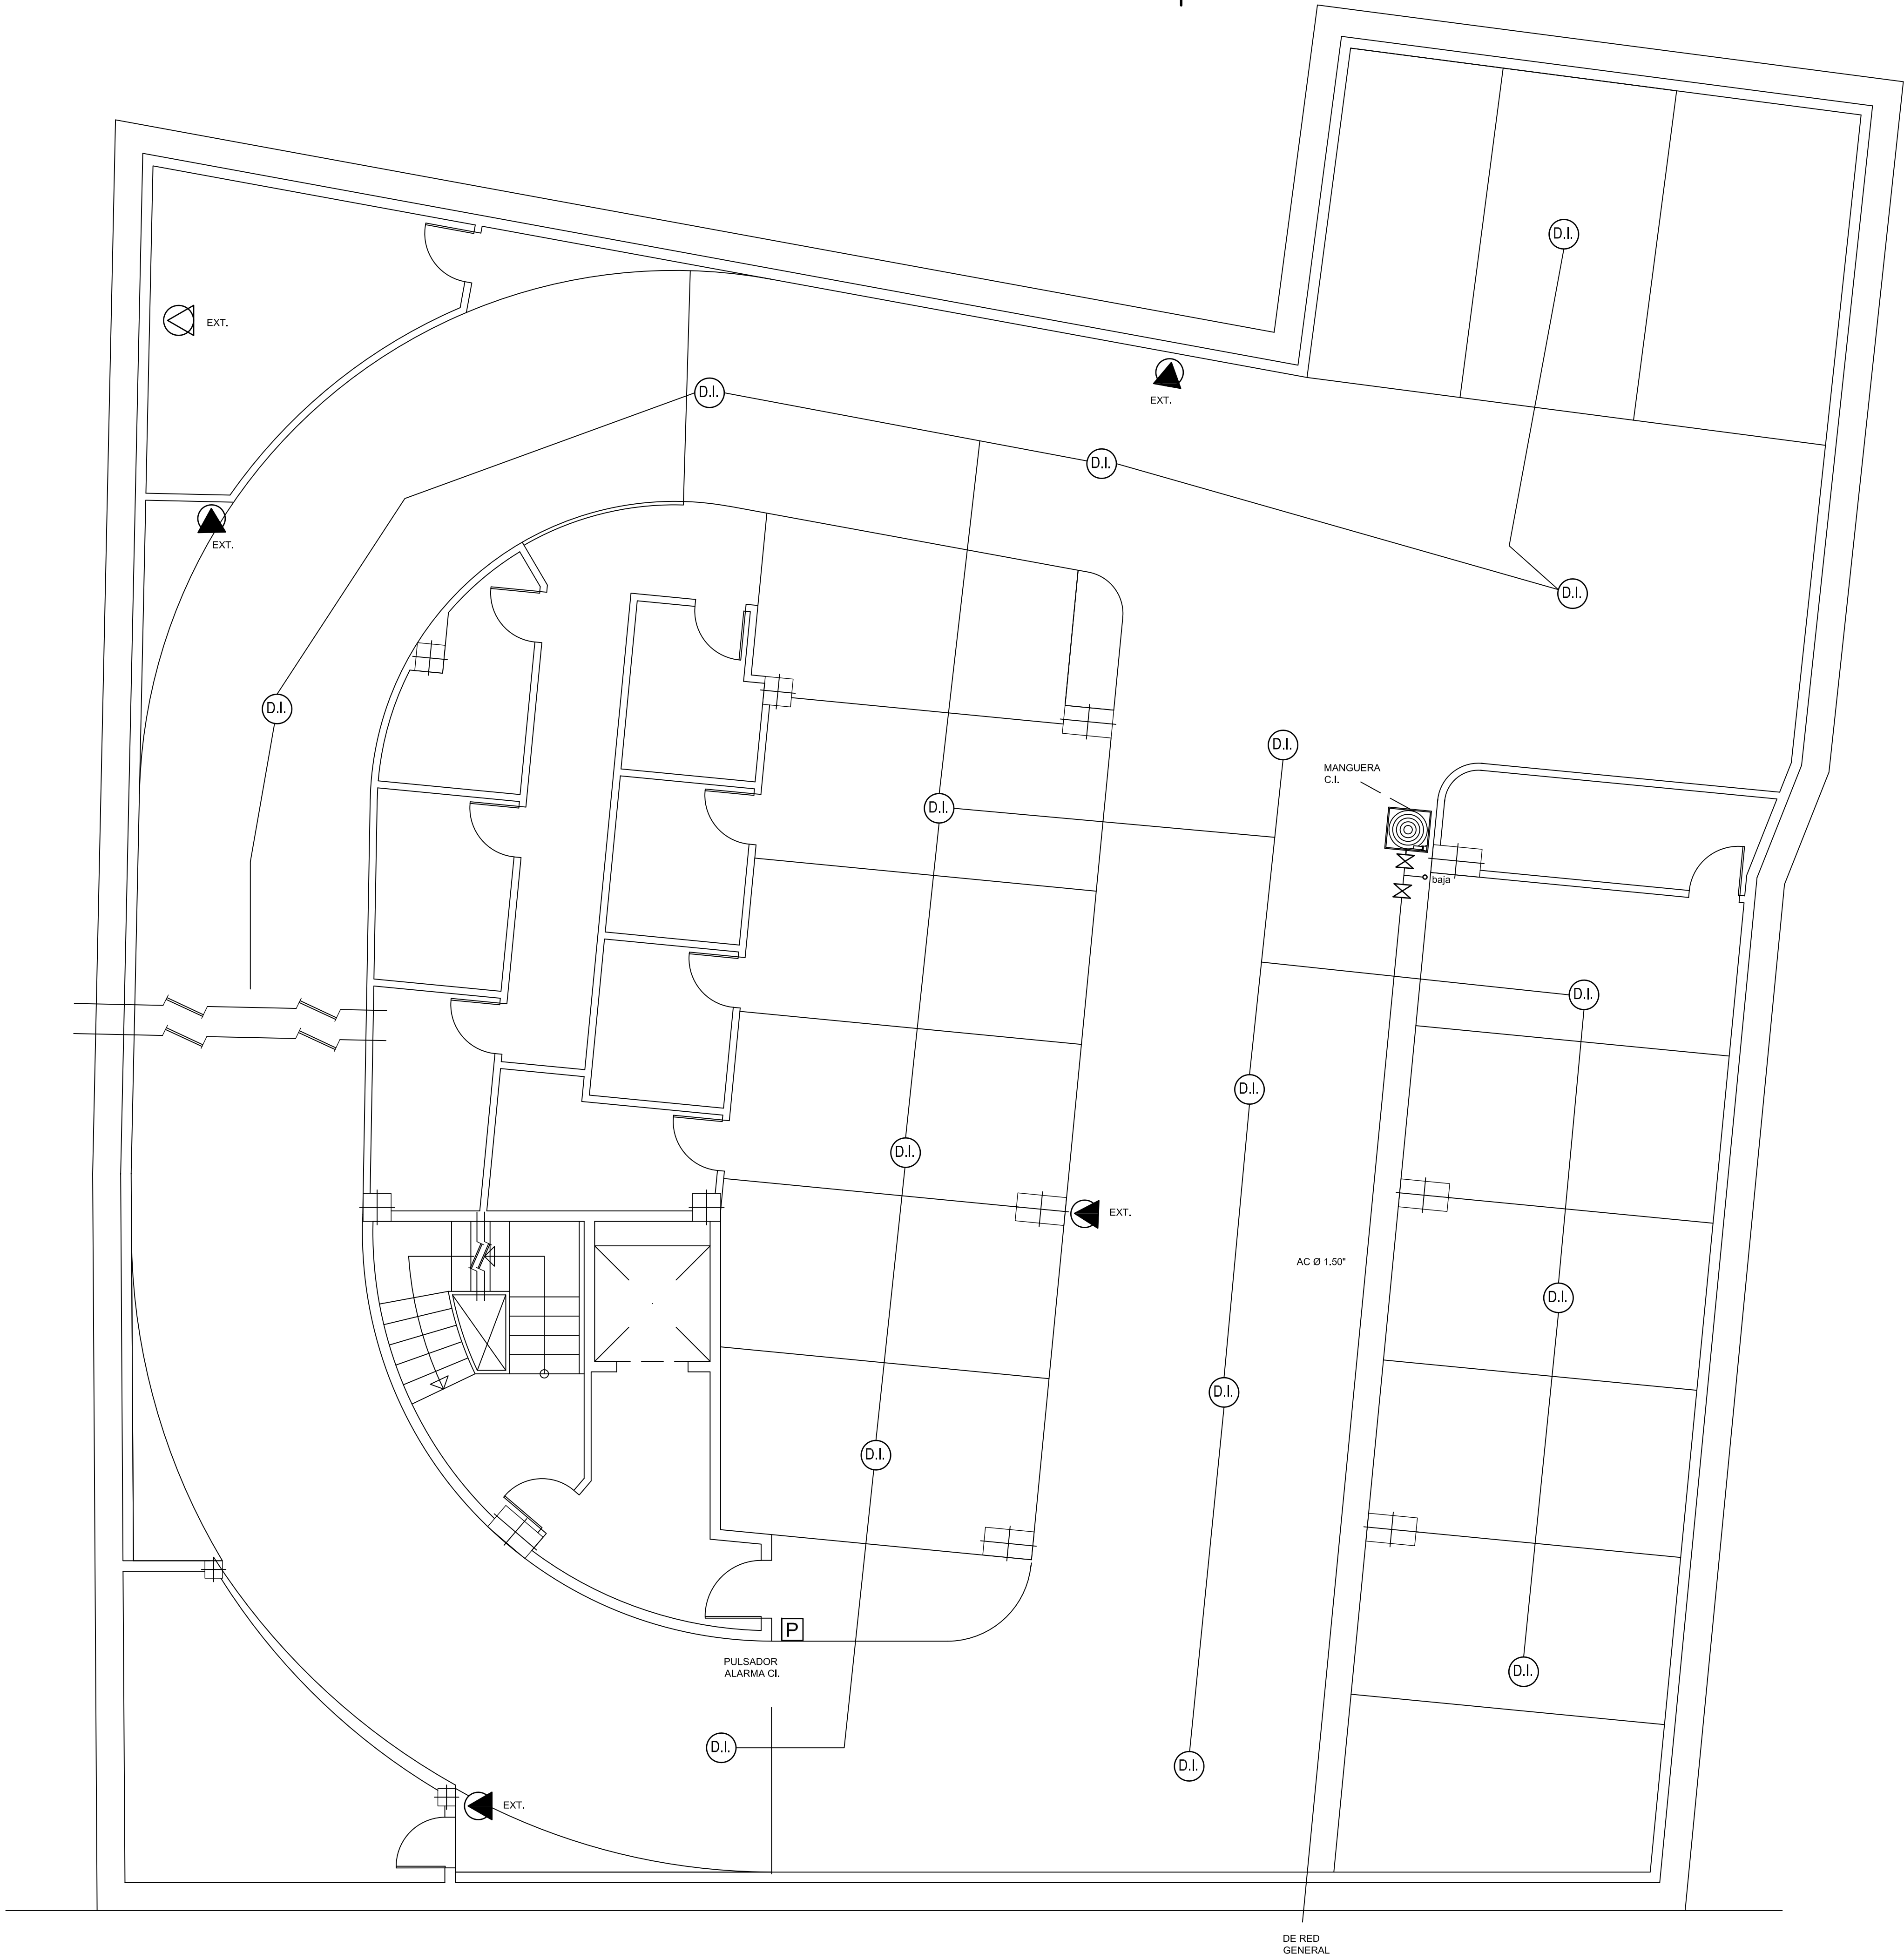 D.I.
EXT.
D.I.
EXT.
D.I.
EXT.
D.I.
D.I.
D.I.
MANGUERA
C.I.
D.I.
baja
D.I.
D.I.
D.I.
EXT.
AC Ø 1.50"
D.I.
D.I.
D.I.
P
PULSADOR
ALARMA CI.
D.I.
D.I.
D.I.
EXT.
DE RED
GENERAL